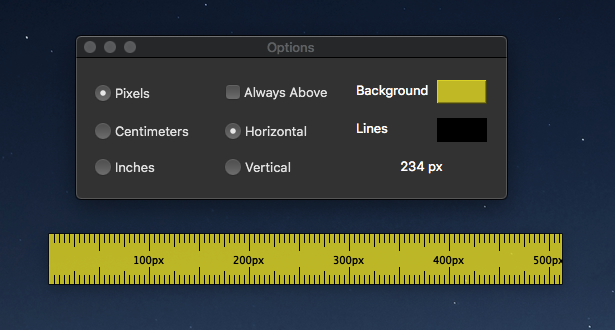 Options
Pixels
Always Above
Background
Centimeters
Horizontal
Lines
Inches
Vertical
234 px
100px 200px 300px 400px 500px